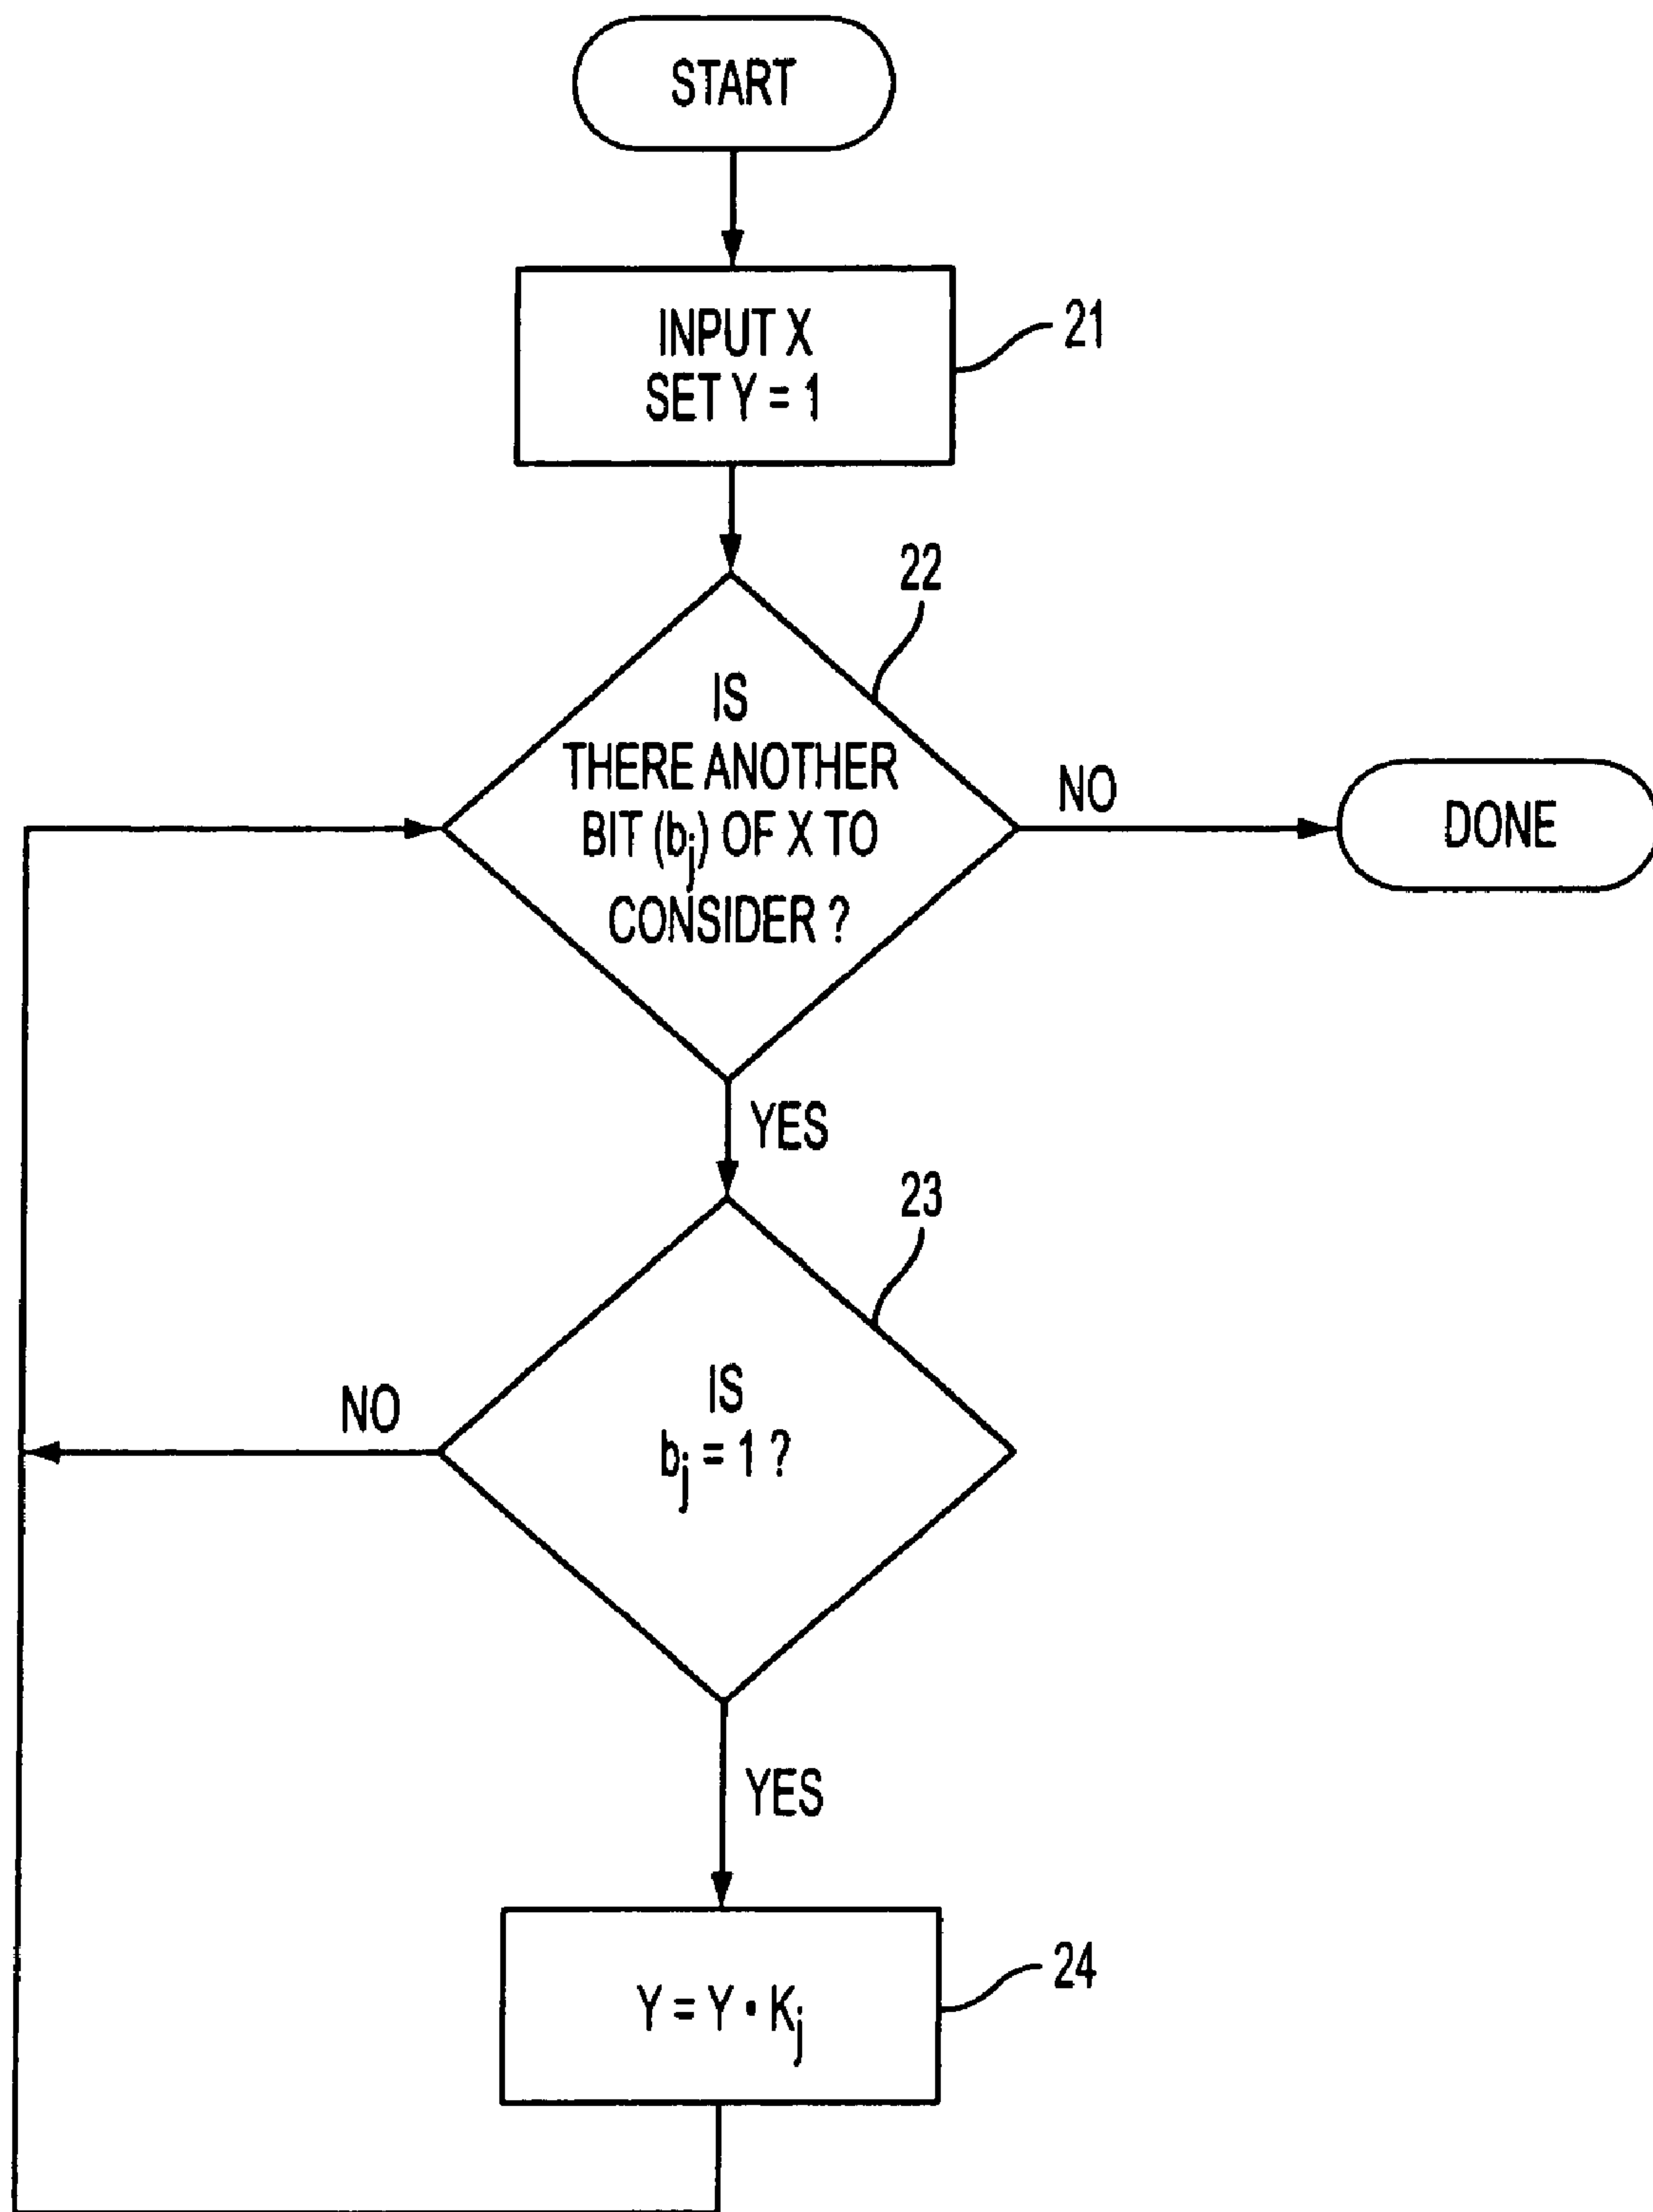 START
INPUT X
SET Y = 1
21
22
IS
THERE ANOTHER
BIT (bj) OF X TO
CONSIDER ?
NO
DONE
YES
23
IS
bj = 1 ?
NO
YES
Y = Y • Kj
24